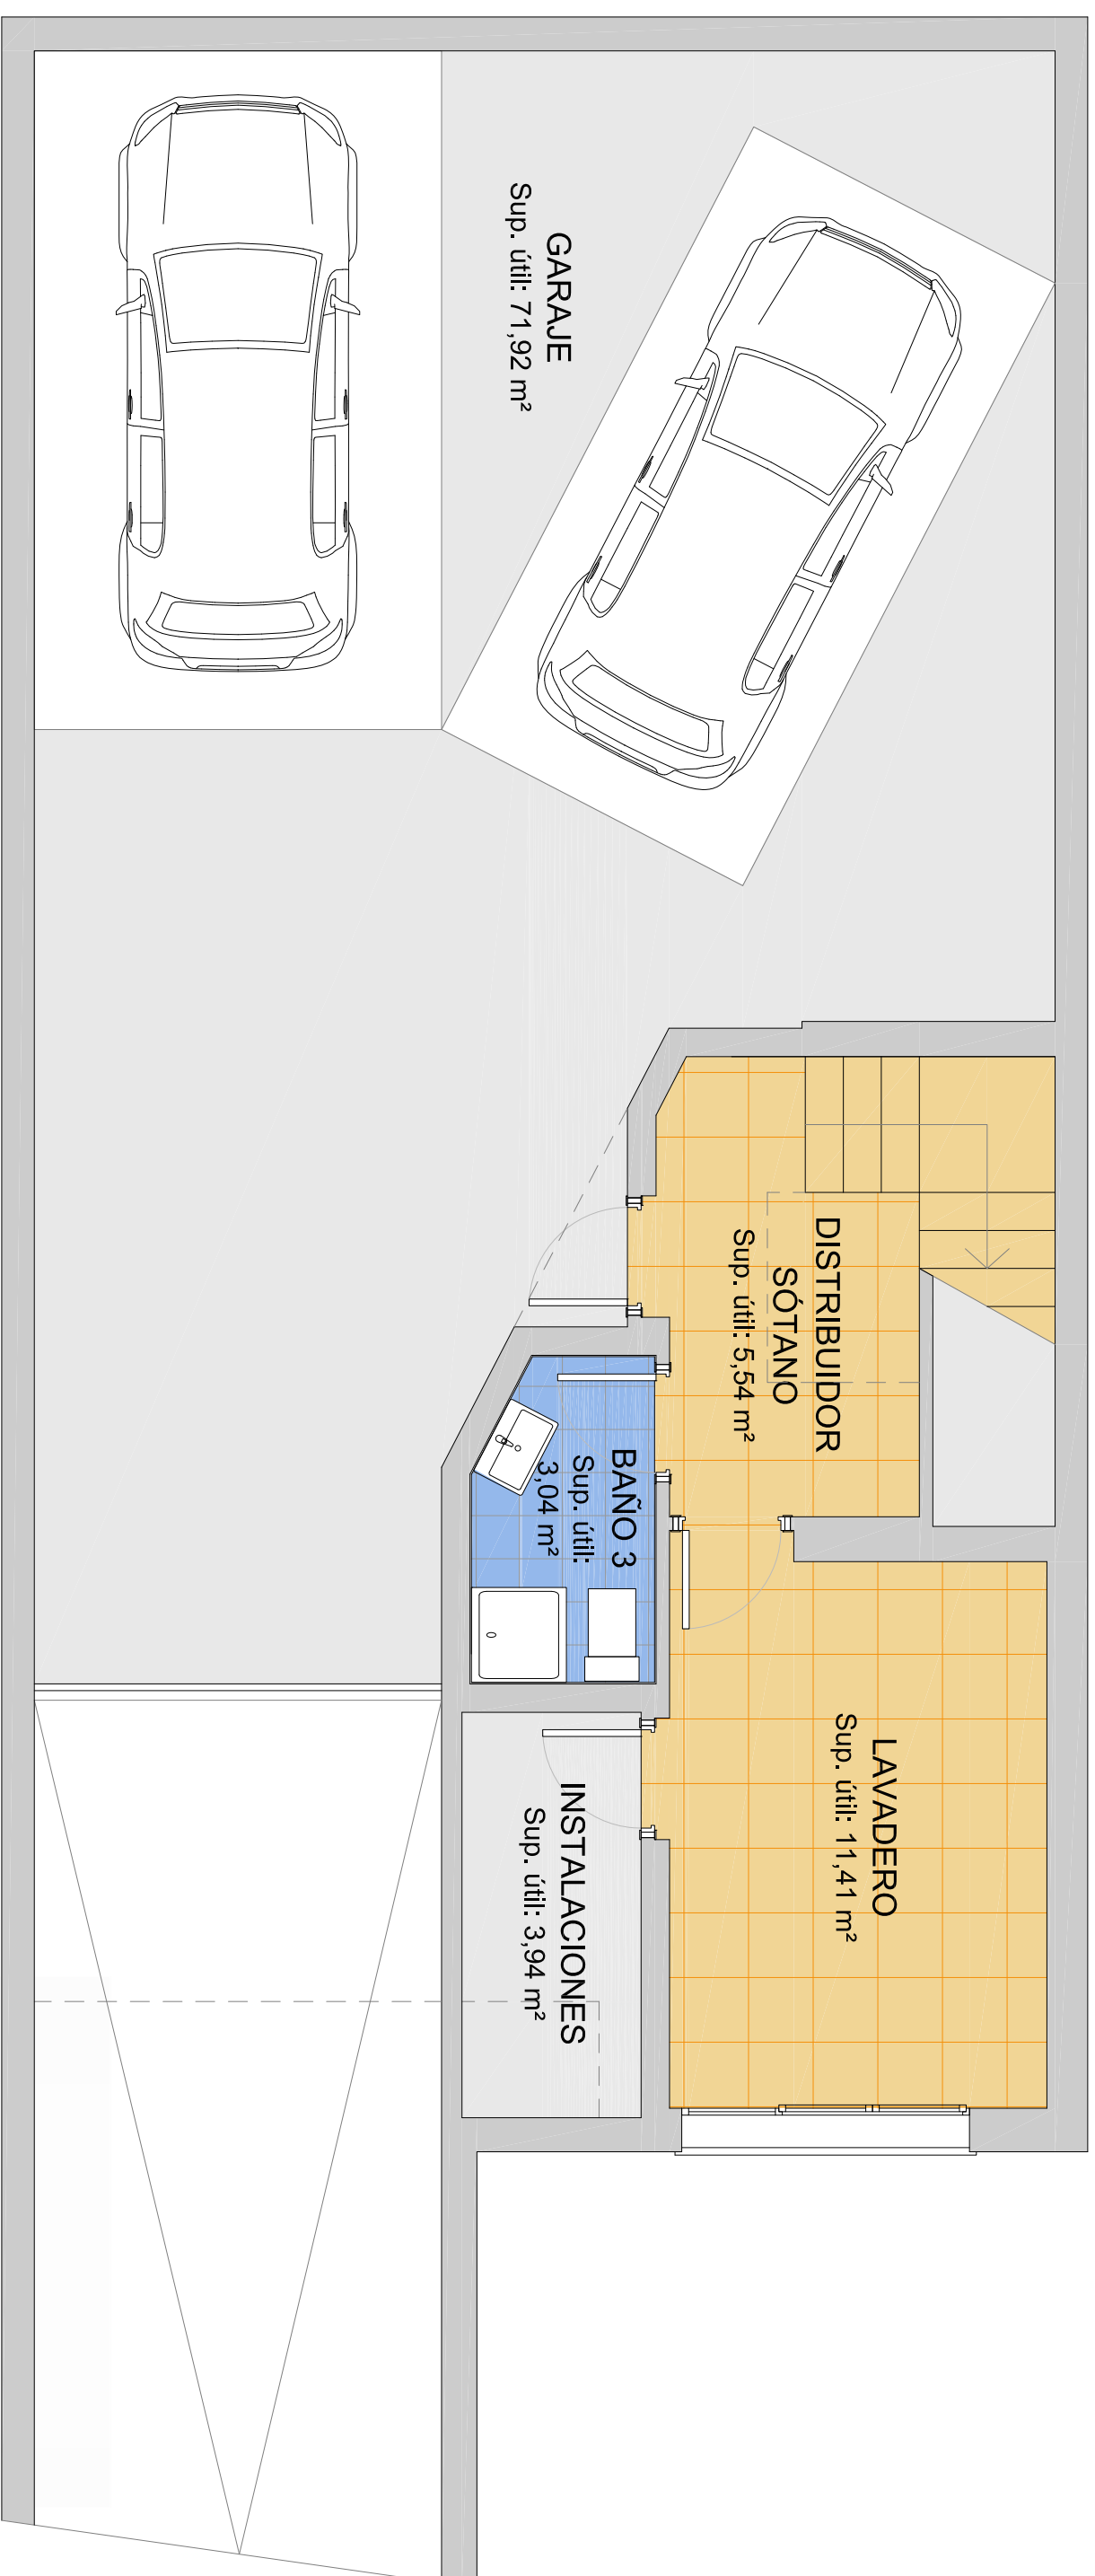 GARAJE
Sup. útil: 71,92 m²
DISTRIBUIDOR
SÓTANO
Sup. útil: 5,54 m²
BAÑO 3
Sup. útil:
3,04 m²
LAVADERO
Sup. útil: 11,41 m²
INSTALACIONES
Sup. útil: 3,94 m²